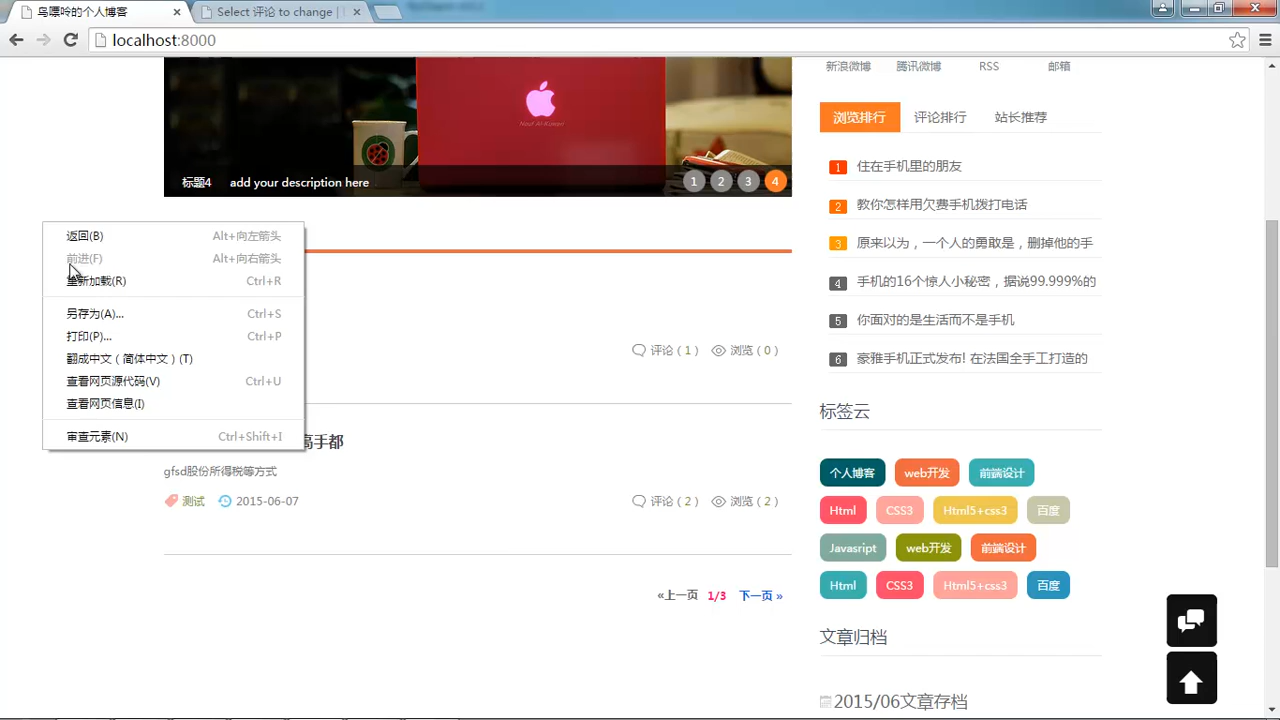 乌嘌呤的个人博客
Select 评论 to change |
localhost:8000
新浪微博 腾讯微博 RSS 邮箱
标题4 add your description here 1 2 3 4
浏览排行 评论排行 站长推荐
1 住在手机里的朋友
2 教你怎样用欠费手机拨打电话
3 原来以为，一个人的勇敢是，删掉他的手
4 手机的16个惊人小秘密，据说99.999%的
5 你面对的是生活而不是手机
6 豪雅手机正式发布! 在法国全手工打造的
返回(B) Alt+向左箭头
前进(F) Alt+向右箭头
重新加载(R) Ctrl+R
另存为(A)... Ctrl+S
打印(P)... Ctrl+P
翻成中文（简体中文）(T)
查看网页源代码(V) Ctrl+U
查看网页信息(I)
审查元素(N) Ctrl+Shift+I
评论（1） 浏览（0）
高手都
gfsd股份所得税等方式
测试 2015-06-07 评论（2） 浏览（2）
«上一页 1/3 下一页 »
标签云
个人博客 web开发 前端设计
Html CSS3 Html5+css3 百度
Javasript web开发 前端设计
Html CSS3 Html5+css3 百度
文章归档
2015/06文章存档